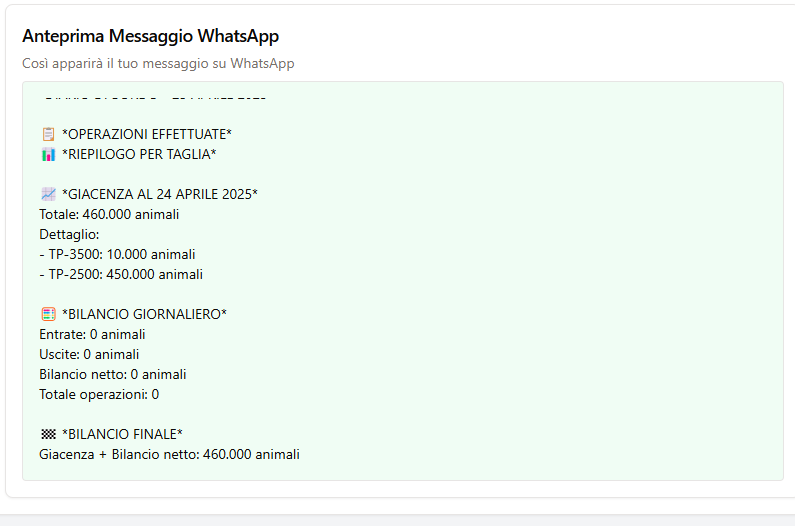 Anteprima Messaggio WhatsApp
Così apparirà il tuo messaggio su WhatsApp
📋 *OPERAZIONI EFFETTUATE*
📊 *RIEPILOGO PER TAGLIA*
📈 *GIACENZA AL 24 APRILE 2025*
Totale: 460.000 animali
Dettaglio:
- TP-3500: 10.000 animali
- TP-2500: 450.000 animali
🧮 *BILANCIO GIORNALIERO*
Entrate: 0 animali
Uscite: 0 animali
Bilancio netto: 0 animali
Totale operazioni: 0
🏁 *BILANCIO FINALE*
Giacenza + Bilancio netto: 460.000 animali